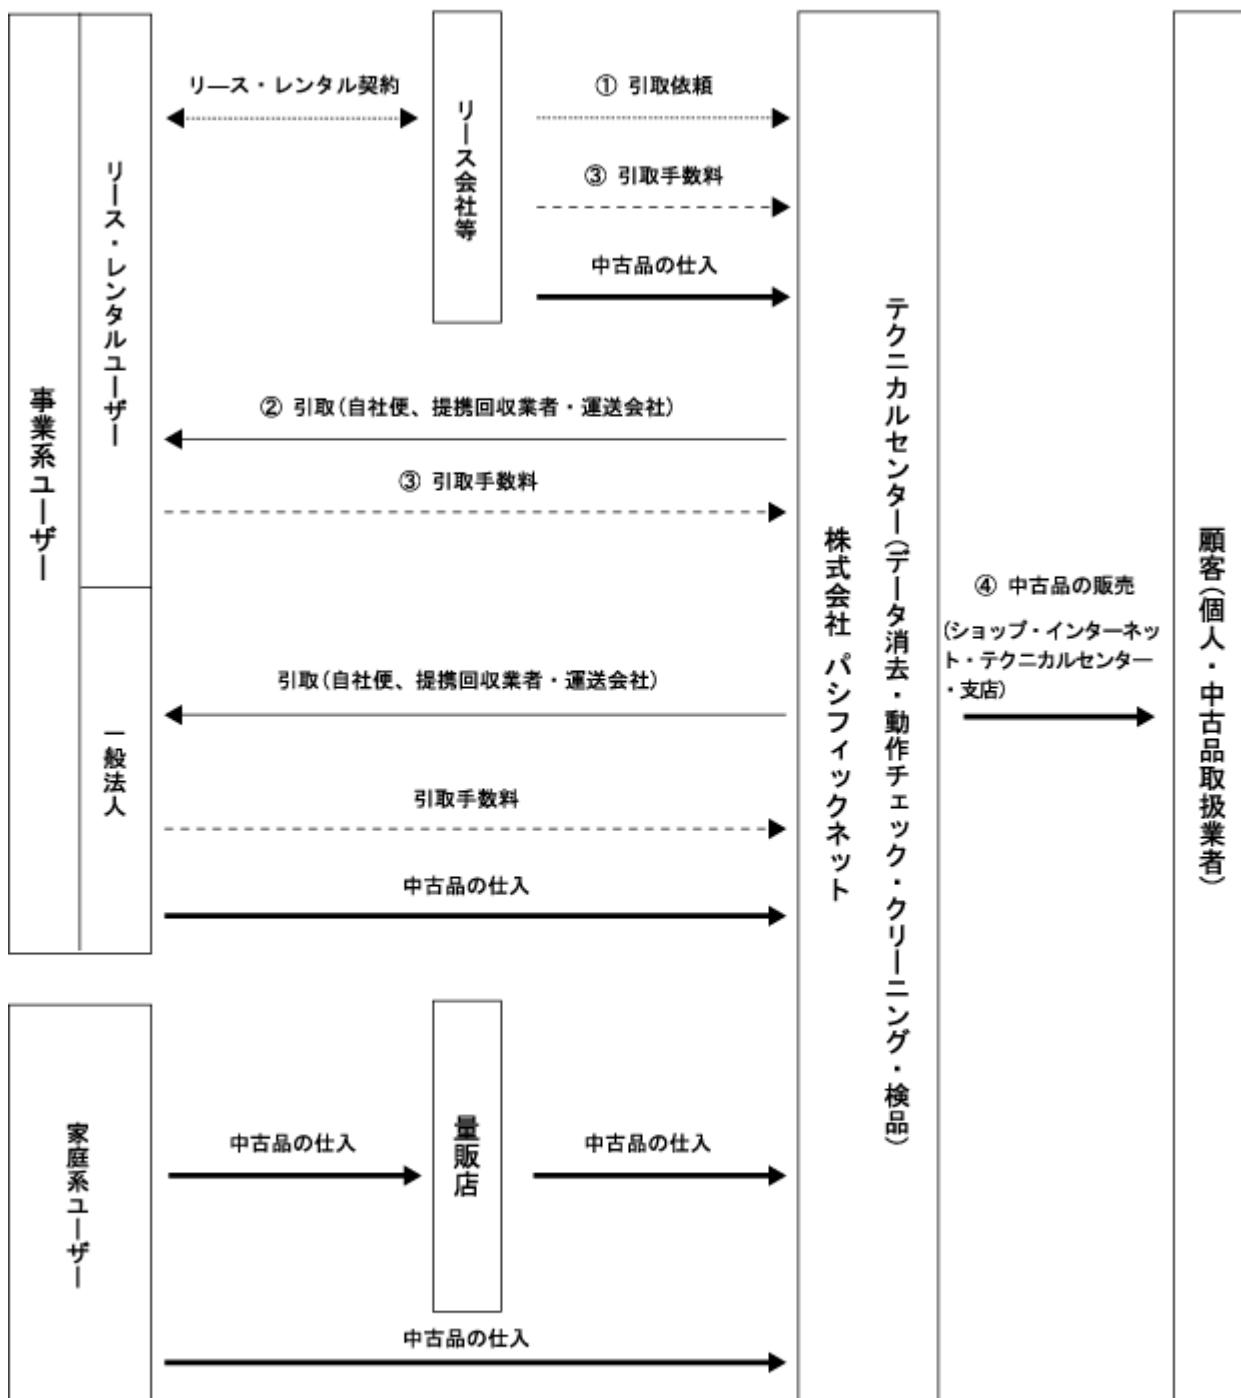 事業系ユーザー
リース・レンタルユーザー
一般法人
リース・レンタル契約
リース会社等
① 引取依頼
③ 引取手数料
中古品の仕入
② 引取(自社便、提携回収業者・運送会社)
③ 引取手数料
引取(自社便、提携回収業者・運送会社)
引取手数料
中古品の仕入
家庭系ユーザー
中古品の仕入
量販店
中古品の仕入
中古品の仕入
株式会社 パシフィックネット
テクニカルセンター(データ消去・動作チェック・クリーニング・検品)
④ 中古品の販売
(ショップ・インターネッ
ト・テクニカルセンター
・支店)
顧客(個人・中古品取扱業者)